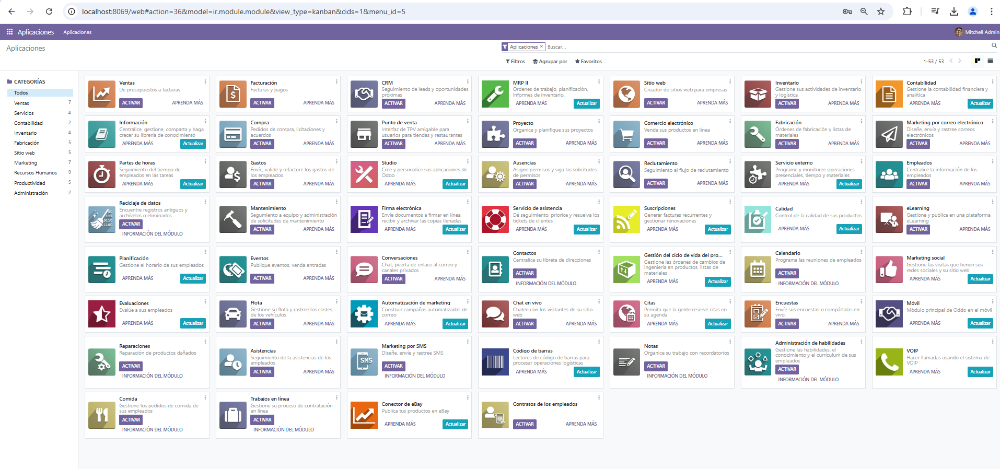 localhost:8069/web#action=36&model=ir.module.module&view_type=kanban&cids=1&menu_id=5
Aplicaciones
Aplicaciones
Mitchell Admin
Aplicaciones
Aplicaciones ×
Buscar...
Filtros
Agrupar por
Favoritos
1-53 / 53
CATEGORÍAS
Todos
Ventas 7
Servicios 4
Contabilidad 2
Inventario 4
Fabricación 5
Sitio web 5
Marketing 7
Recursos Humanos 9
Productividad 5
Administración 2
Ventas
De presupuestos a facturas
ACTIVAR
APRENDA MÁS
Facturación
Facturas y pagos
ACTIVAR
APRENDA MÁS
CRM
Seguimiento de leads y oportunidades
próximas
ACTIVAR
APRENDA MÁS
MRP II
Órdenes de trabajo, planificación,
informes de inventario.
APRENDA MÁS
Actualizar
Sitio web
Creador de sitios web para empresas
ACTIVAR
APRENDA MÁS
Inventario
Gestione sus actividades de inventario
y logística
ACTIVAR
APRENDA MÁS
Contabilidad
Gestione la contabilidad financiera y
analítica
APRENDA MÁS
Actualizar
Información
Centralice, gestione, comparta y haga
crecer su librería de conocimiento
APRENDA MÁS
Actualizar
Compra
Pedidos de compra, licitaciones y
acuerdos
ACTIVAR
APRENDA MÁS
Punto de venta
Interfaz de TPV amigable para
usuarios para tiendas y restaurantes
ACTIVAR
APRENDA MÁS
Proyecto
Organice y planifique sus proyectos
ACTIVAR
APRENDA MÁS
Comercio electrónico
Venda sus productos en línea
ACTIVAR
APRENDA MÁS
Fabricación
Órdenes de fabricación y listas de
materiales
ACTIVAR
APRENDA MÁS
Marketing por correo electrónico
Diseñe, envíe y rastree correos
electrónicos
ACTIVAR
APRENDA MÁS
Partes de horas
Seguimiento del tiempo de
empleados en las tareas
APRENDA MÁS
Actualizar
Gastos
Envíe, valide y refacture los gastos de
los empleados
ACTIVAR
APRENDA MÁS
Studio
Cree y personalice sus aplicaciones de
Odoo
APRENDA MÁS
Actualizar
Ausencias
Asigne permisos y siga las solicitudes
de permisos
ACTIVAR
APRENDA MÁS
Reclutamiento
Seguimiento al flujo de reclutamiento
ACTIVAR
APRENDA MÁS
Servicio externo
Programe y monitoree operaciones
presenciales, tiempo y materiales
APRENDA MÁS
Actualizar
Empleados
Centralice la información de los
empleados
ACTIVAR
APRENDA MÁS
Reciclaje de datos
Encuentre registros antiguos y
archívelos o elimínarlos
ACTIVAR
INFORMACIÓN DEL MÓDULO
Mantenimiento
Segumiento a equipo y administración
de solicitudes de mantenimiento
ACTIVAR
APRENDA MÁS
Firma electrónica
Envíe documentos a firmar en línea,
recibir y archivar las copias llenadas
APRENDA MÁS
Actualizar
Servicio de asistencia
Dé seguimiento, priorice y resuelva los
tickets de clientes
APRENDA MÁS
Actualizar
Suscripciones
Generar facturas recurrentes y
gestionar renovaciones
APRENDA MÁS
Actualizar
Calidad
Control de la calidad de sus productos
APRENDA MÁS
Actualizar
eLearning
Gestione y publica en una plataforma
eLearning
ACTIVAR
APRENDA MÁS
Planificación
Gestione el horario de sus empleados
APRENDA MÁS
Actualizar
Eventos
Publique eventos, venda entradas
ACTIVAR
APRENDA MÁS
Conversaciones
Chat, puerta de enlace al correo y
canales privados
ACTIVAR
APRENDA MÁS
Contactos
Centralice su libreta de direcciones
ACTIVAR
INFORMACIÓN DEL MÓDULO
Gestión del ciclo de vida del pro...
Gestione las órdenes de cambios de
ingeniería en productos, listas de
materiales
APRENDA MÁS
Actualizar
Calendario
Programa las reuniones de empleados
ACTIVAR
INFORMACIÓN DEL MÓDULO
Marketing social
Gestione las visitas que tienen sus
redes sociales y su sitio web
APRENDA MÁS
Actualizar
Evaluaciones
Evalúe a sus empleados
APRENDA MÁS
Actualizar
Flota
Gestione su flota y rastree los costes
de los vehículos
ACTIVAR
APRENDA MÁS
Automatización de marketing
Construir campañas automatizadas de
correo
APRENDA MÁS
Actualizar
Chat en vivo
Chatee con los visitantes de su sitio
web
ACTIVAR
APRENDA MÁS
Citas
Permita que la gente reserve citas en
su agenda
APRENDA MÁS
Actualizar
Encuestas
Envíe sus encuestas o compártalas en
vivo.
ACTIVAR
APRENDA MÁS
Móvil
Módulo principal de Oddo en el móvil
APRENDA MÁS
Actualizar
Reparaciones
Reparación de productos dañados
ACTIVAR
INFORMACIÓN DEL MÓDULO
Asistencias
Seguimiento de la asistencias de los
empleados
ACTIVAR
APRENDA MÁS
SMS
Marketing por SMS
Diseñe, envíe y rastree SMS
ACTIVAR
INFORMACIÓN DEL MÓDULO
Código de barras
Lectores de código de barras para
procesar operaciones logísticas
APRENDA MÁS
Actualizar
Notas
Organice su trabajo con recordatorios
ACTIVAR
INFORMACIÓN DEL MÓDULO
Administración de habilidades
Gestione las habilidades, el
conocimiento y el currículum de sus
empleados
ACTIVAR
INFORMACIÓN DEL MÓDULO
VOIP
Hacer llamadas usando el sistema de
VOIP
APRENDA MÁS
Actualizar
Comida
Gestione los pedidos de comida de
sus empleados
ACTIVAR
INFORMACIÓN DEL MÓDULO
Trabajos en línea
Gestione su proceso de contratación
en línea
ACTIVAR
INFORMACIÓN DEL MÓDULO
Conector de eBay
Publica tus productos en eBay
APRENDA MÁS
Actualizar
Contratos de los empleados
ACTIVAR
APRENDA MÁS